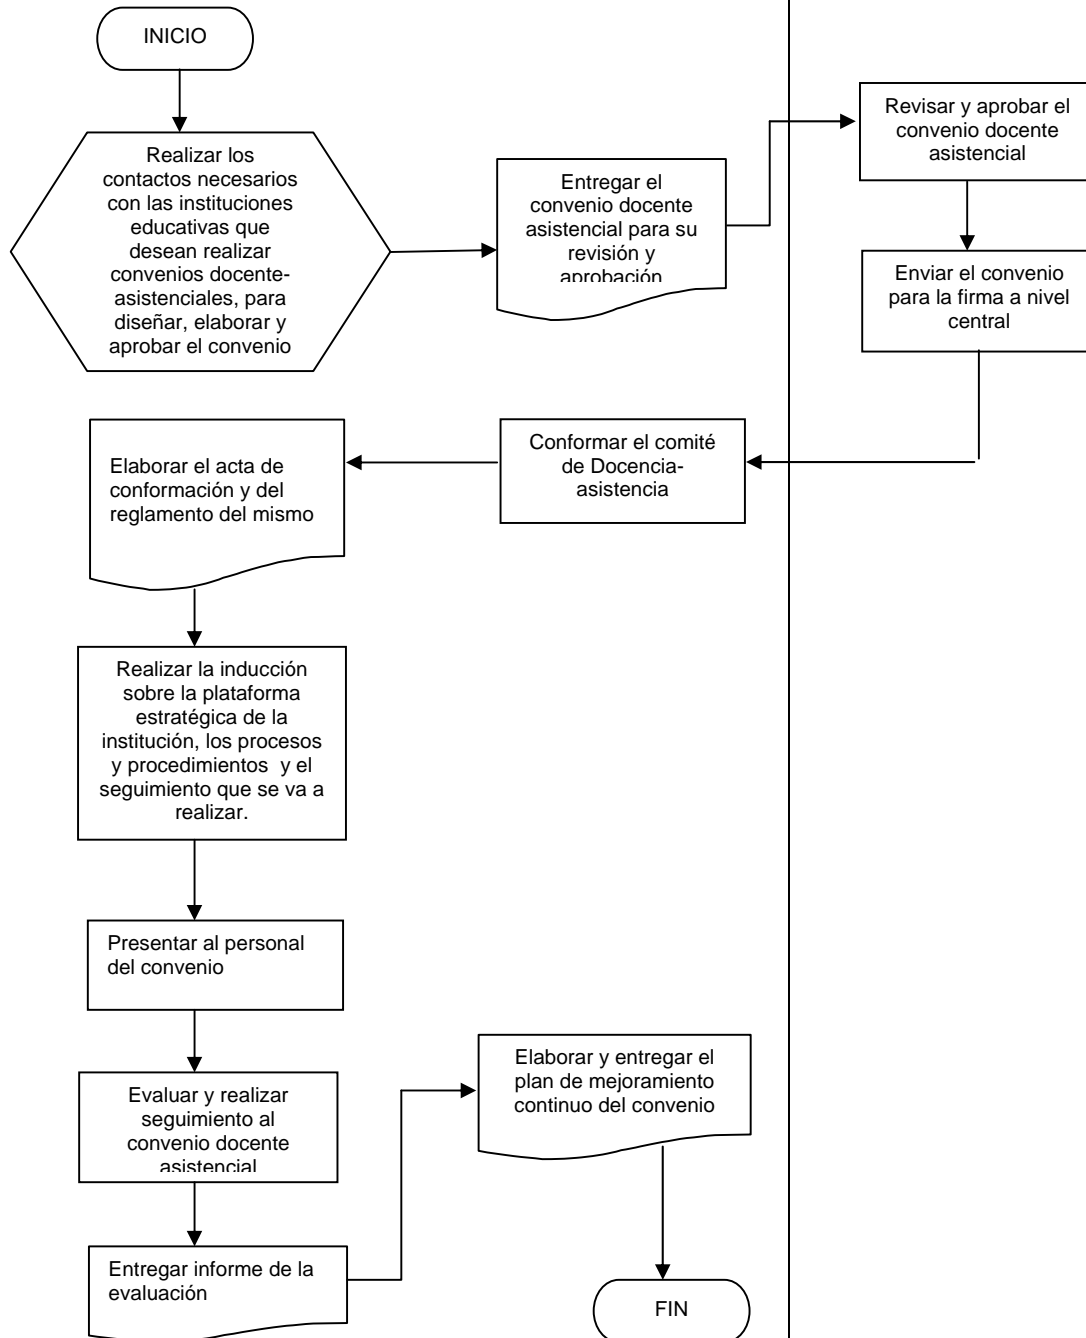 INICIO
Realizar los
contactos necesarios
con las instituciones
educativas que
desean realizar
convenios docente-
asistenciales, para
diseñar, elaborar y
aprobar el convenio
Entregar el
convenio docente
asistencial para su
revisión y
aprobación
Revisar y aprobar el
convenio docente
asistencial
Enviar el convenio
para la firma a nivel
central
Conformar el comité
de Docencia-
asistencia
Elaborar el acta de
conformación y del
reglamento del mismo
Realizar la inducción
sobre la plataforma
estratégica de la
institución, los procesos
y procedimientos  y el
seguimiento que se va a
realizar.
Presentar al personal
del convenio
Evaluar y realizar
seguimiento al
convenio docente
asistencial
Entregar informe de la
evaluación
Elaborar y entregar el
plan de mejoramiento
continuo del convenio
FIN